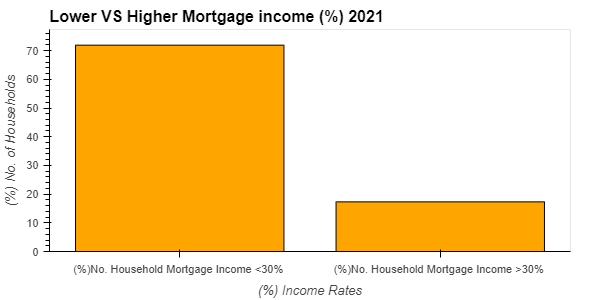 Lower VS Higher Mortgage income (%) 2021
(%) No. of Households
70
60
50
40
30
20
10
0
(%)No. Household Mortgage Income <30%
(%)No. Household Mortgage Income >30%
(%) Income Rates